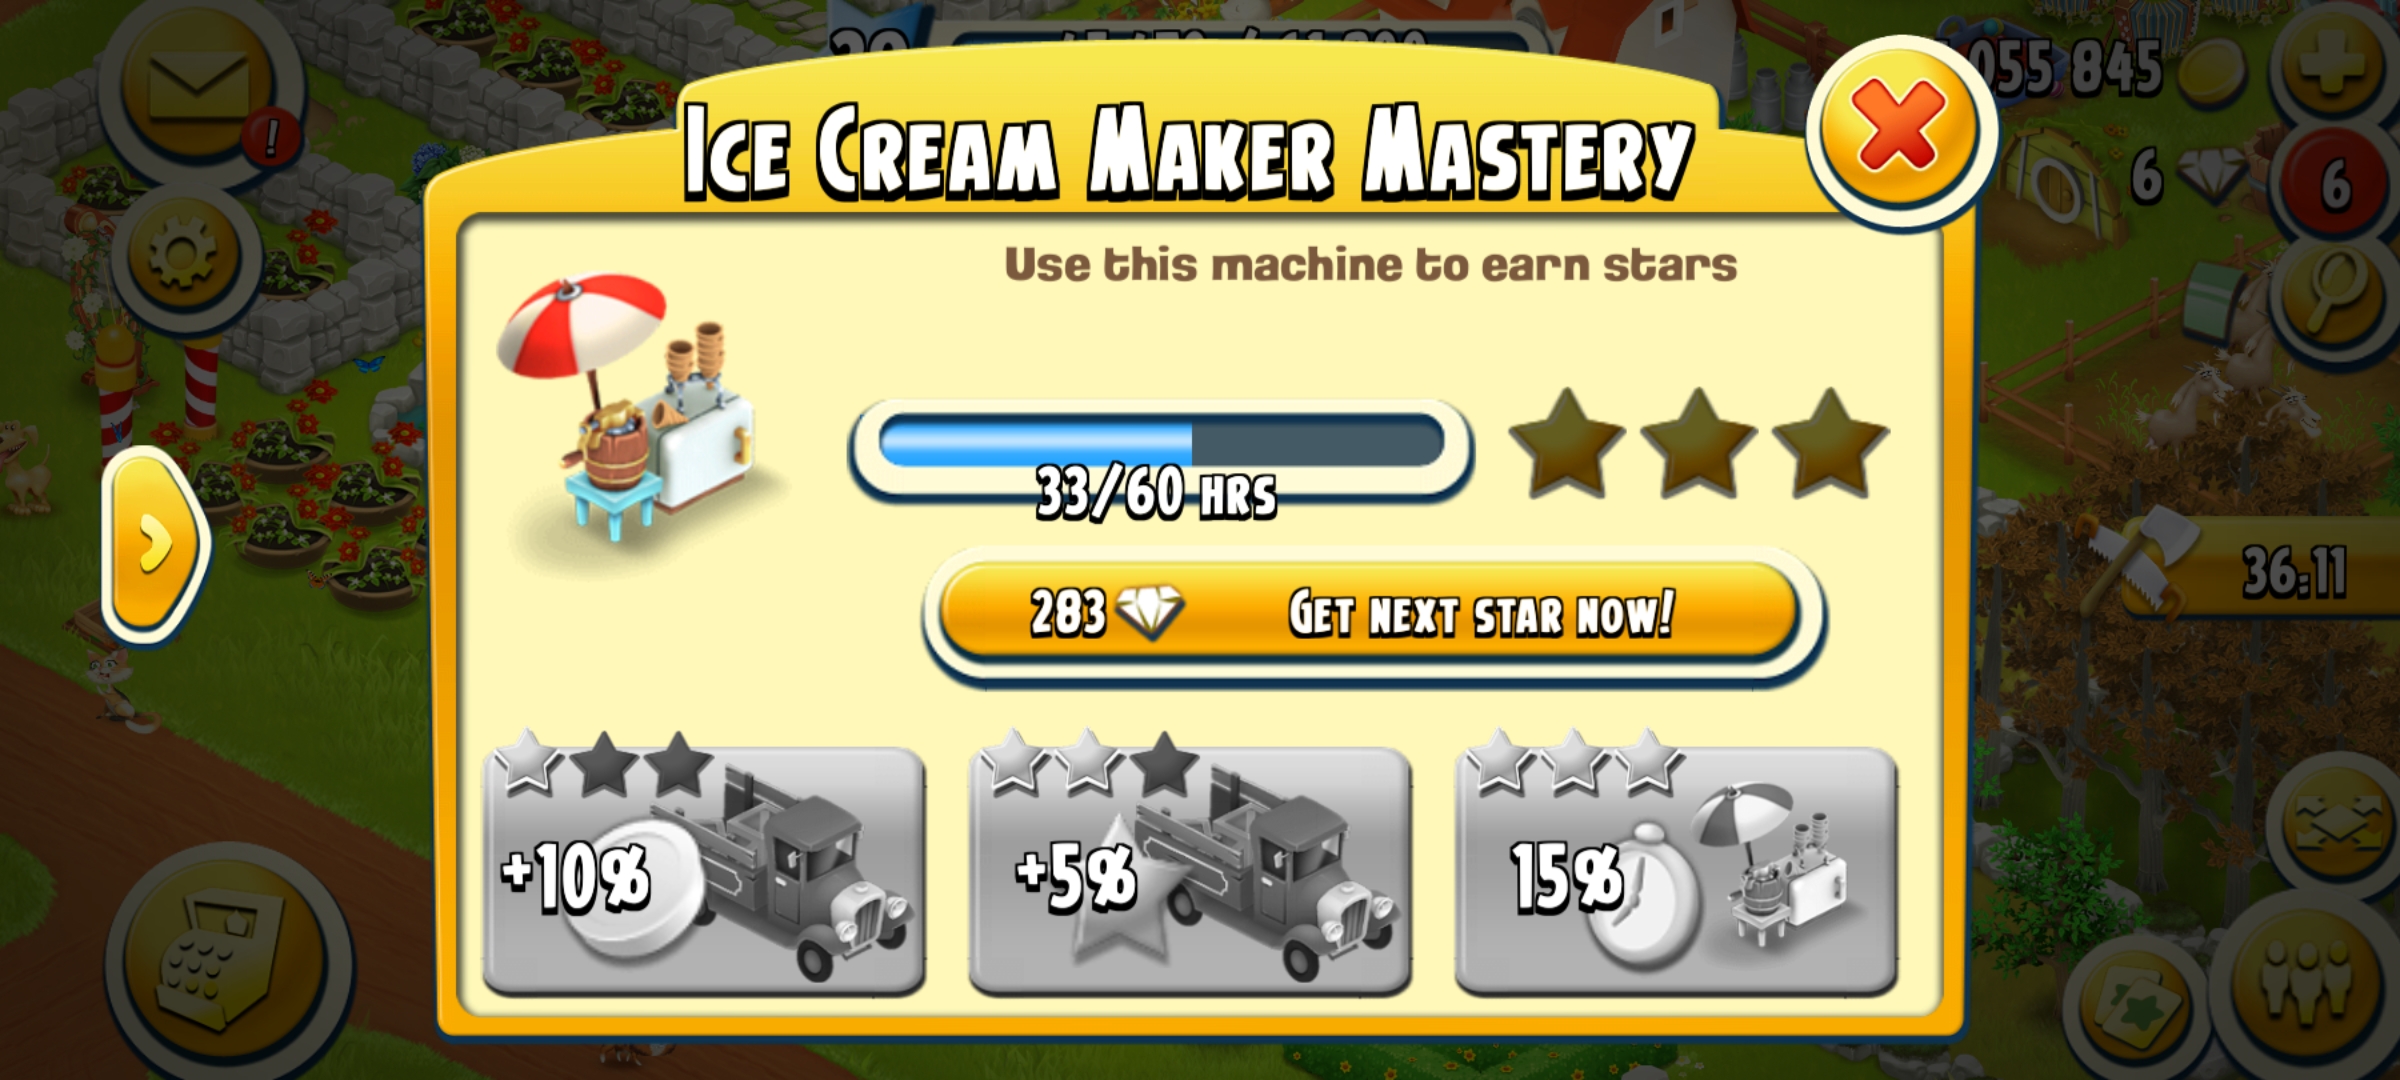 Ice Cream Maker Mastery
055 845
6
6
!
Use this machine to earn stars
33/60 HRS
36:11
283 Get next star now!
+10%
+5%
15%